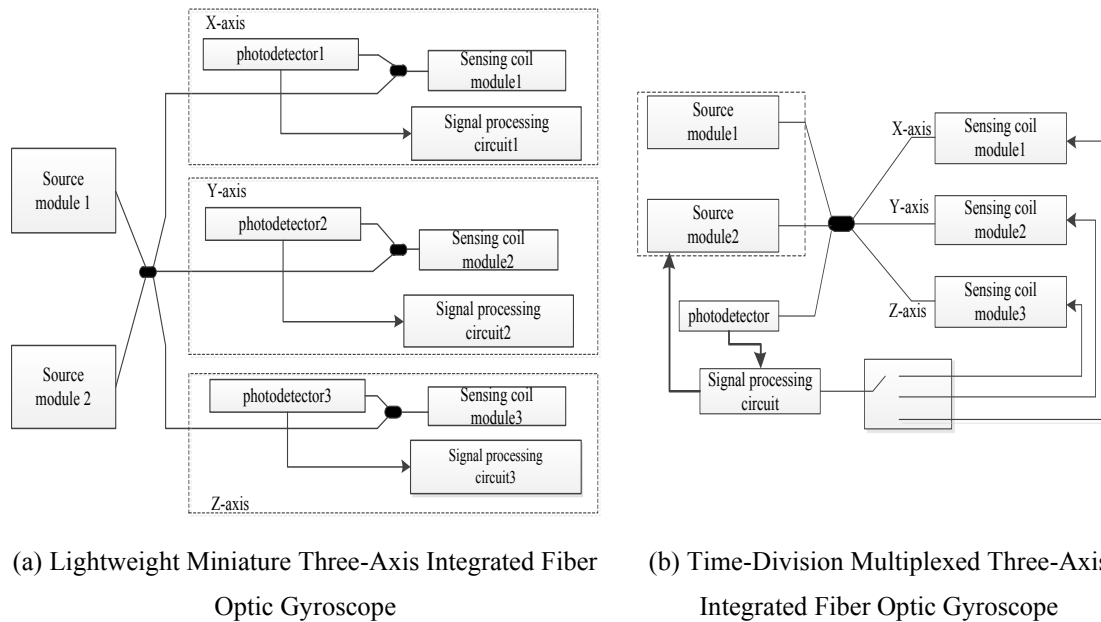 X-axis
photodetector1
Sensing coil
module1
Signal processing
circuit1
Source
module 1
Y-axis
photodetector2
Sensing coil
module2
Signal processing
circuit2
Source
module 2
photodetector3
Sensing coil
module3
Signal processing
circuit3
Z-axis
(a) Lightweight Miniature Three-Axis Integrated Fiber
Optic Gyroscope
Source
module1
X-axis
Sensing coil
module1
Source
module2
Y-axis
Sensing coil
module2
Z-axis
Sensing coil
module3
photodetector
Signal processing
circuit
(b) Time-Division Multiplexed Three-Axis
Integrated Fiber Optic Gyroscope